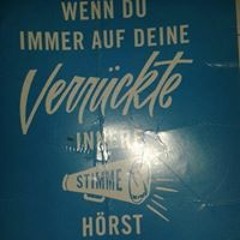 WENN DU
IMMER AUF DEINE
Verrückte
INNERE
STIMME
HÖRST